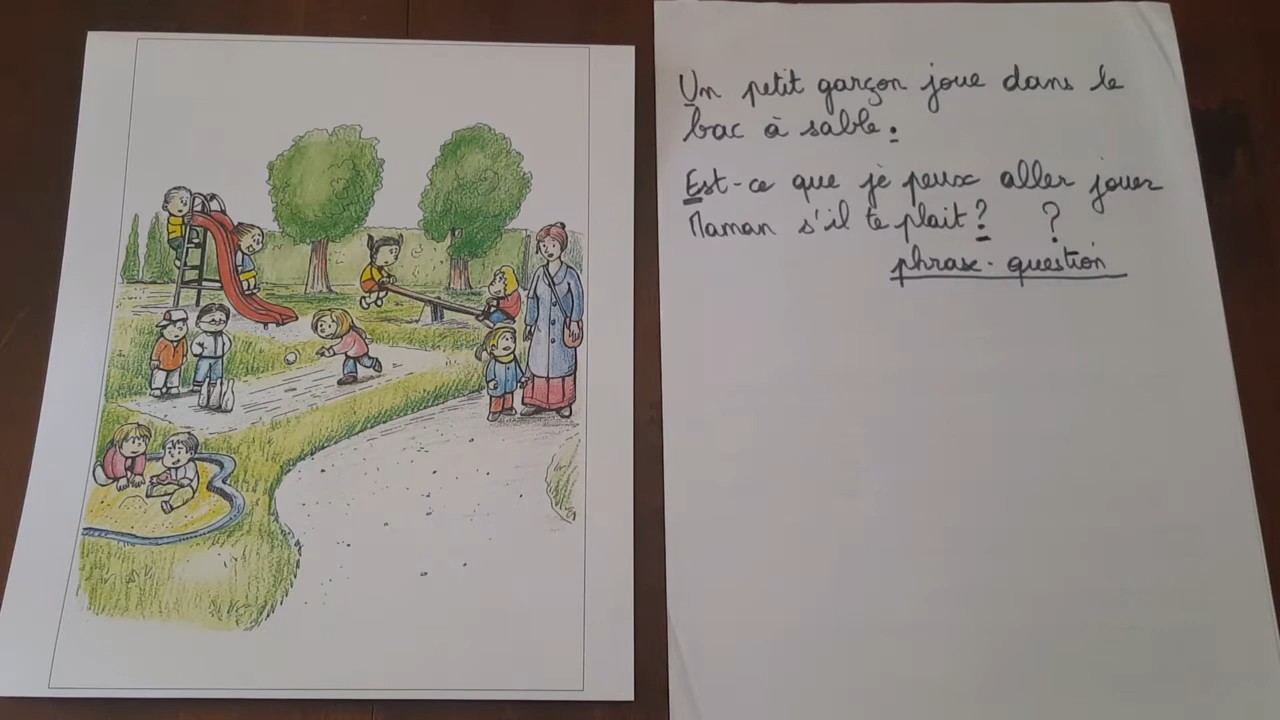 Un petit garçon joue dans le
bac à sable.
Est-ce que je peux aller jouer
Maman s'il te plait ? ?
phrase-question